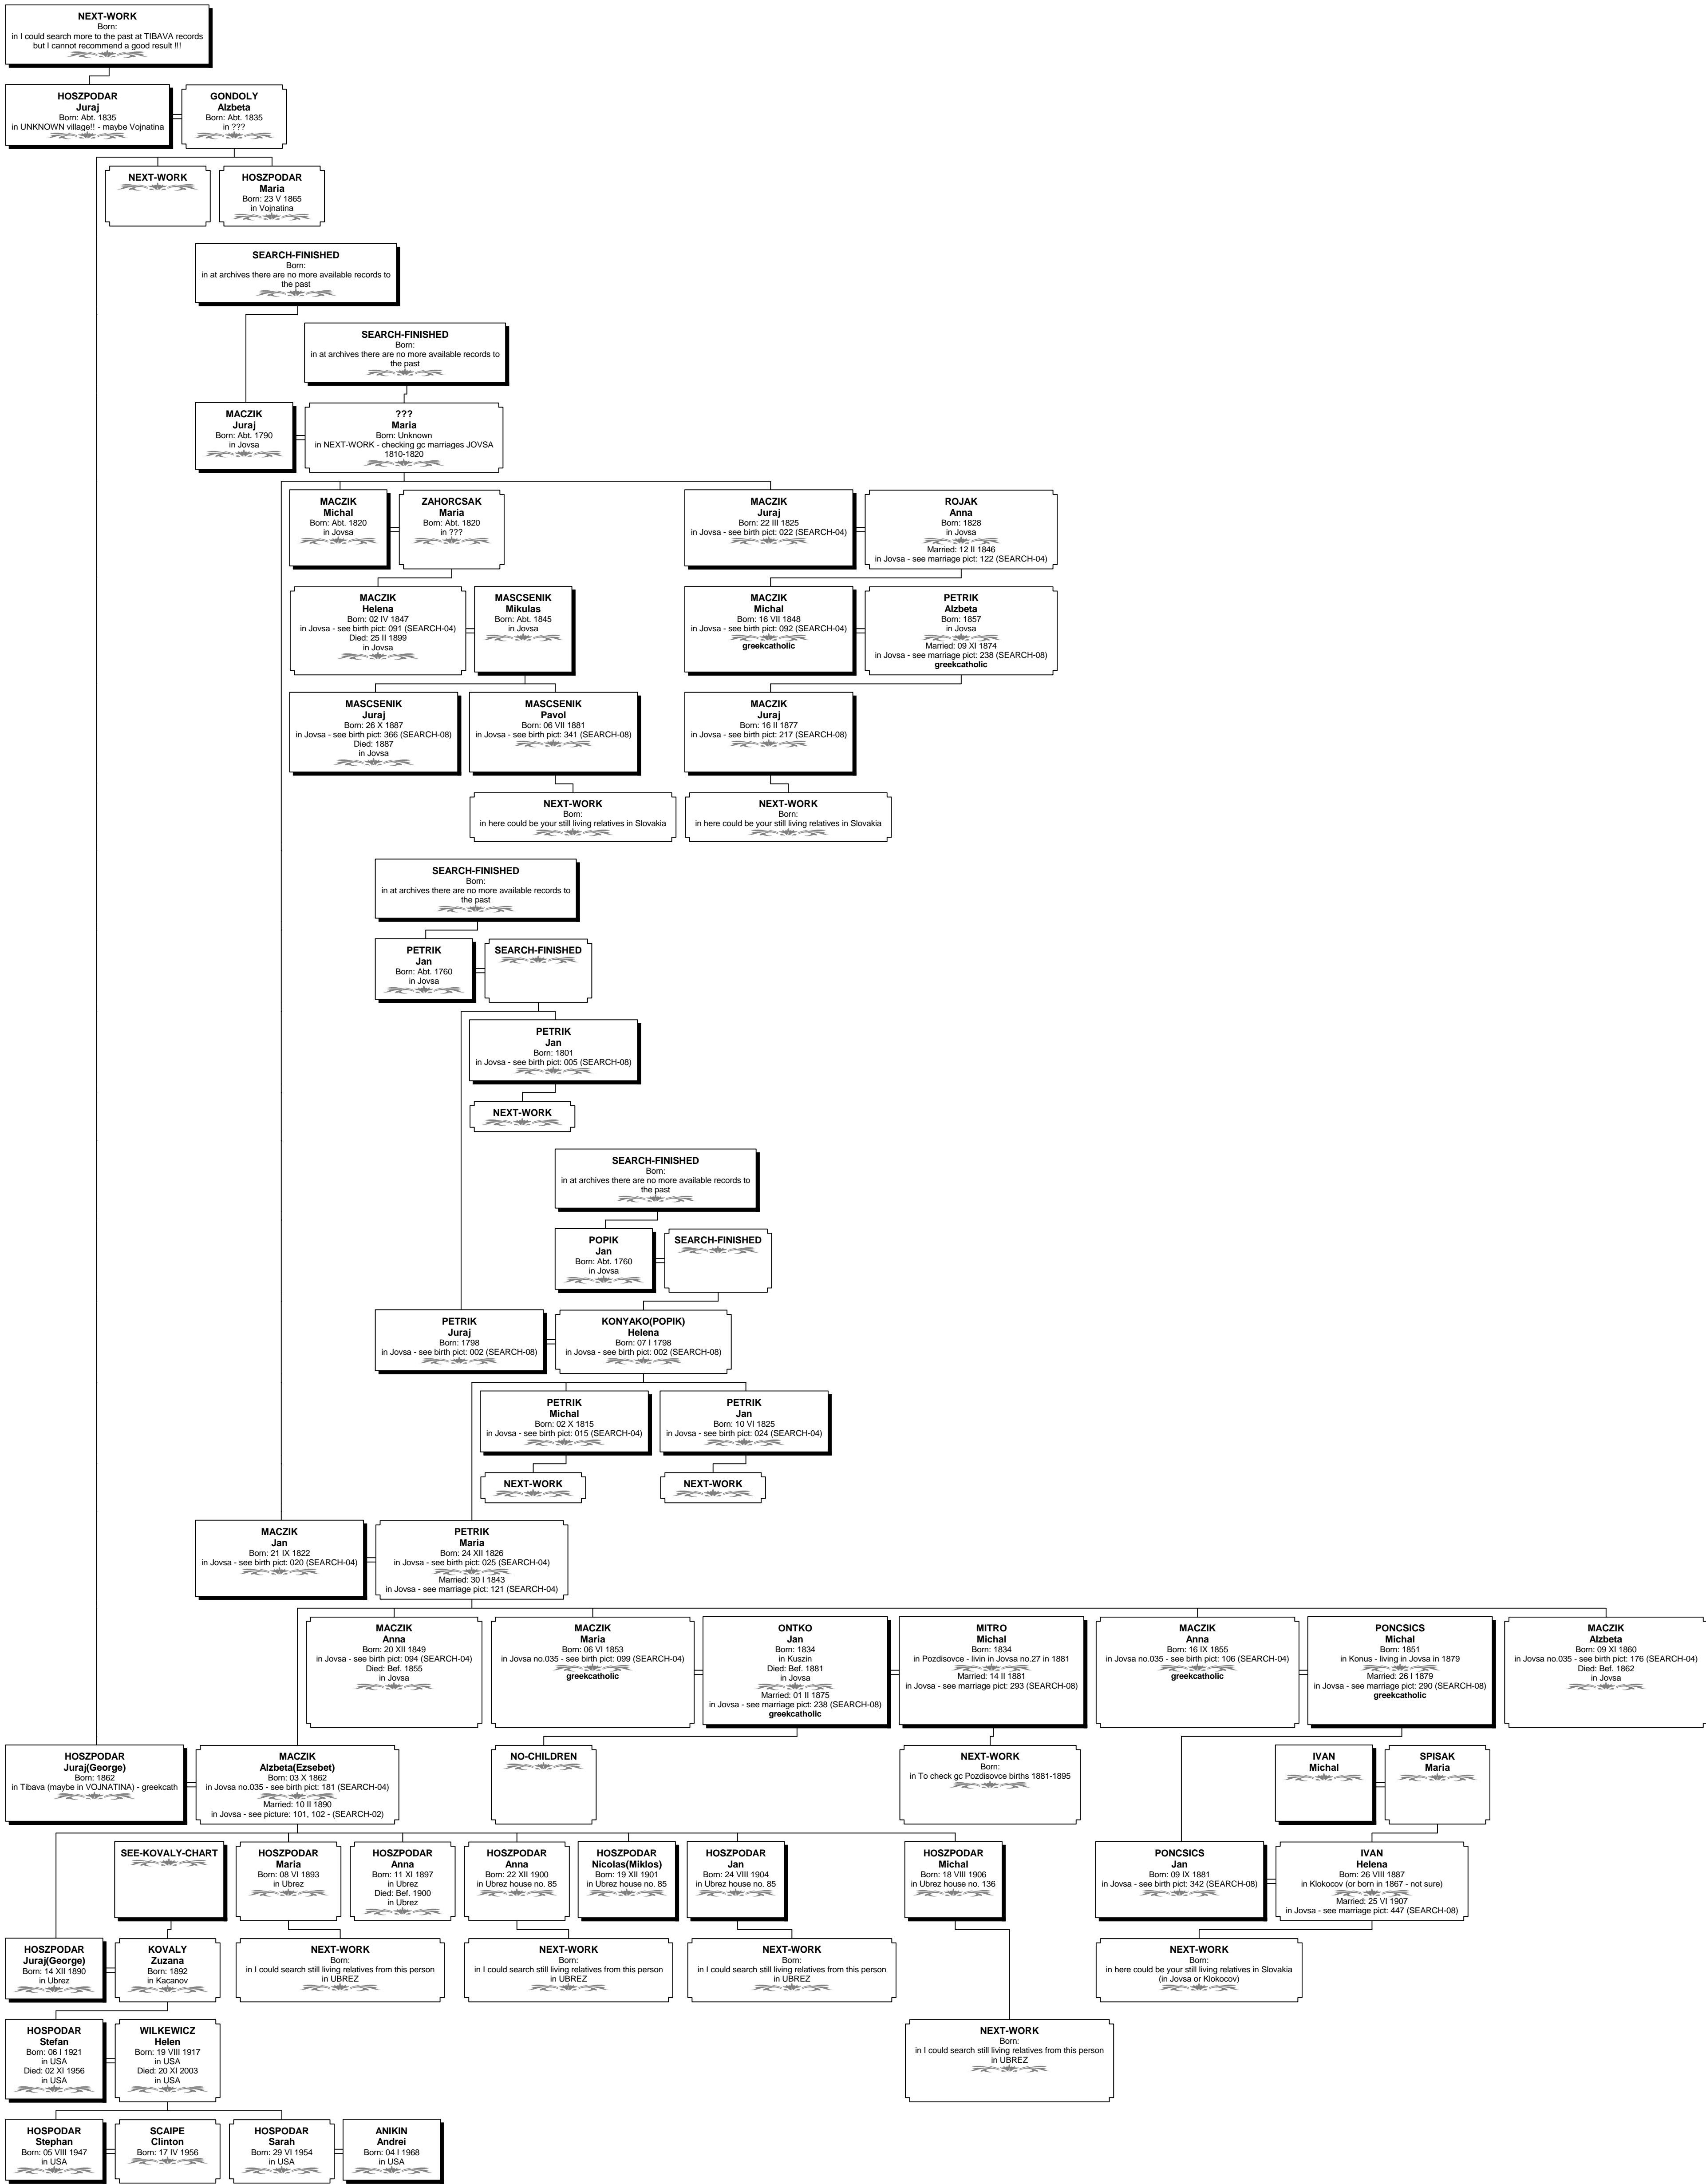 NEXT-WORK
Born:
in I could search more to the past at TIBAVA records
but I cannot recommend a good result !!!
HOSZPODAR
Juraj
Born: Abt. 1835
in UNKNOWN village!! - maybe Vojnatina
GONDOLY
Alzbeta
Born: Abt. 1835
in ???
NEXT-WORK
HOSZPODAR
Maria
Born: 23 V 1865
in Vojnatina
SEARCH-FINISHED
Born:
in at archives there are no more available records to
the past
SEARCH-FINISHED
Born:
in at archives there are no more available records to
the past
MACZIK
Juraj
Born: Abt. 1790
in Jovsa
???
Maria
Born: Unknown
in NEXT-WORK - checking gc marriages JOVSA
1810-1820
MACZIK
Michal
Born: Abt. 1820
in Jovsa
ZAHORCSAK
Maria
Born: Abt. 1820
in ???
MACZIK
Juraj
Born: 22 III 1825
in Jovsa - see birth pict: 022 (SEARCH-04)
ROJAK
Anna
Born: 1828
in Jovsa
Married: 12 II 1846
in Jovsa - see marriage pict: 122 (SEARCH-04)
MACZIK
Helena
Born: 02 IV 1847
in Jovsa - see birth pict: 091 (SEARCH-04)
Died: 25 II 1899
in Jovsa
MASCSENIK
Mikulas
Born: Abt. 1845
in Jovsa
MACZIK
Michal
Born: 16 VII 1848
in Jovsa - see birth pict: 092 (SEARCH-04)
greekcatholic
PETRIK
Alzbeta
Born: 1857
in Jovsa
Married: 09 XI 1874
in Jovsa - see marriage pict: 238 (SEARCH-08)
greekcatholic
MASCSENIK
Juraj
Born: 26 X 1887
in Jovsa - see birth pict: 366 (SEARCH-08)
Died: 1887
in Jovsa
MASCSENIK
Pavol
Born: 06 VII 1881
in Jovsa - see birth pict: 341 (SEARCH-08)
MACZIK
Juraj
Born: 16 II 1877
in Jovsa - see birth pict: 217 (SEARCH-08)
NEXT-WORK
Born:
in here could be your still living relatives in Slovakia
NEXT-WORK
Born:
in here could be your still living relatives in Slovakia
SEARCH-FINISHED
Born:
in at archives there are no more available records to
the past
PETRIK
Jan
Born: Abt. 1760
in Jovsa
SEARCH-FINISHED
PETRIK
Jan
Born: 1801
in Jovsa - see birth pict: 005 (SEARCH-08)
NEXT-WORK
SEARCH-FINISHED
Born:
in at archives there are no more available records to
the past
POPIK
Jan
Born: Abt. 1760
in Jovsa
SEARCH-FINISHED
PETRIK
Juraj
Born: 1798
in Jovsa - see birth pict: 002 (SEARCH-08)
KONYAKO(POPIK)
Helena
Born: 07 I 1798
in Jovsa - see birth pict: 002 (SEARCH-08)
PETRIK
Michal
Born: 02 X 1815
in Jovsa - see birth pict: 015 (SEARCH-04)
PETRIK
Jan
Born: 10 VI 1825
in Jovsa - see birth pict: 024 (SEARCH-04)
NEXT-WORK
NEXT-WORK
MACZIK
Jan
Born: 21 IX 1822
in Jovsa - see birth pict: 020 (SEARCH-04)
PETRIK
Maria
Born: 24 XII 1826
in Jovsa - see birth pict: 025 (SEARCH-04)
Married: 30 I 1843
in Jovsa - see marriage pict: 121 (SEARCH-04)
MACZIK
Anna
Born: 20 XII 1849
in Jovsa - see birth pict: 094 (SEARCH-04)
Died: Bef. 1855
in Jovsa
MACZIK
Maria
Born: 06 VI 1853
in Jovsa no.035 - see birth pict: 099 (SEARCH-04)
greekcatholic
ONTKO
Jan
Born: 1834
in Kuszin
Died: Bef. 1881
in Jovsa
Married: 01 II 1875
in Jovsa - see marriage pict: 238 (SEARCH-08)
greekcatholic
MITRO
Michal
Born: 1834
in Pozdisovce - livin in Jovsa no.27 in 1881
Married: 14 II 1881
in Jovsa - see marriage pict: 293 (SEARCH-08)
MACZIK
Anna
Born: 16 IX 1855
in Jovsa no.035 - see birth pict: 106 (SEARCH-04)
greekcatholic
PONCSICS
Michal
Born: 1851
in Konus - living in Jovsa in 1879
Married: 26 I 1879
in Jovsa - see marriage pict: 290 (SEARCH-08)
greekcatholic
MACZIK
Alzbeta
Born: 09 XI 1860
in Jovsa no.035 - see birth pict: 176 (SEARCH-04)
Died: Bef. 1862
in Jovsa
HOSZPODAR
Juraj(George)
Born: 1862
in Tibava (maybe in VOJNATINA) - greekcath
MACZIK
Alzbeta(Ezsebet)
Born: 03 X 1862
in Jovsa no.035 - see birth pict: 181 (SEARCH-04)
Married: 10 II 1890
in Jovsa - see picture: 101, 102 - (SEARCH-02)
NO-CHILDREN
NEXT-WORK
Born:
in To check gc Pozdisovce births 1881-1895
IVAN
Michal
SPISAK
Maria
SEE-KOVALY-CHART
HOSZPODAR
Maria
Born: 08 VI 1893
in Ubrez
HOSZPODAR
Anna
Born: 11 XI 1897
in Ubrez
Died: Bef. 1900
in Ubrez
HOSZPODAR
Anna
Born: 22 XII 1900
in Ubrez house no. 85
HOSZPODAR
Nicolas(Miklos)
Born: 19 XII 1901
in Ubrez house no. 85
HOSZPODAR
Jan
Born: 24 VIII 1904
in Ubrez house no. 85
HOSZPODAR
Michal
Born: 18 VIII 1906
in Ubrez house no. 136
PONCSICS
Jan
Born: 09 IX 1881
in Jovsa - see birth pict: 342 (SEARCH-08)
IVAN
Helena
Born: 26 VIII 1887
in Klokocov (or born in 1867 - not sure)
Married: 25 VI 1907
in Jovsa - see marriage pict: 447 (SEARCH-08)
HOSZPODAR
Juraj(George)
Born: 14 XII 1890
in Ubrez
KOVALY
Zuzana
Born: 1892
in Kacanov
NEXT-WORK
Born:
in I could search still living relatives from this person
in UBREZ
NEXT-WORK
Born:
in I could search still living relatives from this person
in UBREZ
NEXT-WORK
Born:
in I could search still living relatives from this person
in UBREZ
NEXT-WORK
Born:
in here could be your still living relatives in Slovakia
(in Jovsa or Klokocov)
HOSPODAR
Stefan
Born: 06 I 1921
in USA
Died: 02 XI 1956
in USA
WILKEWICZ
Helen
Born: 19 VIII 1917
in USA
Died: 20 XI 2003
in USA
NEXT-WORK
Born:
in I could search still living relatives from this person
in UBREZ
HOSPODAR
Stephan
Born: 05 VIII 1947
in USA
SCAIPE
Clinton
Born: 17 IV 1956
HOSPODAR
Sarah
Born: 29 VI 1954
in USA
ANIKIN
Andrei
Born: 04 I 1968
in USA